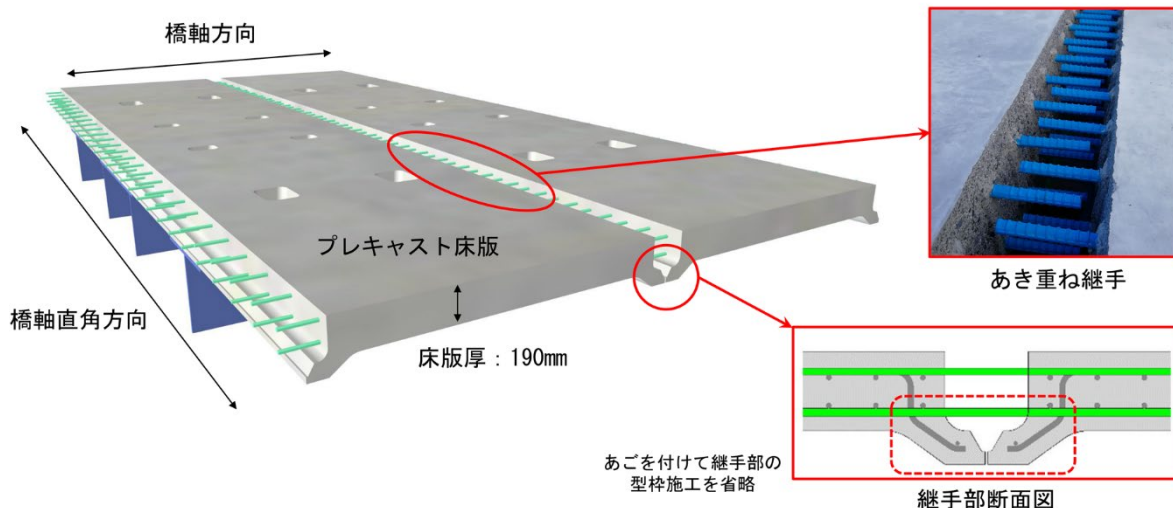 橋軸方向
プレキャスト床版
橋軸直角方向
床版厚：190mm
あき重ね継手
あごを付けて継手部の
型枠施工を省略
継手部断面図